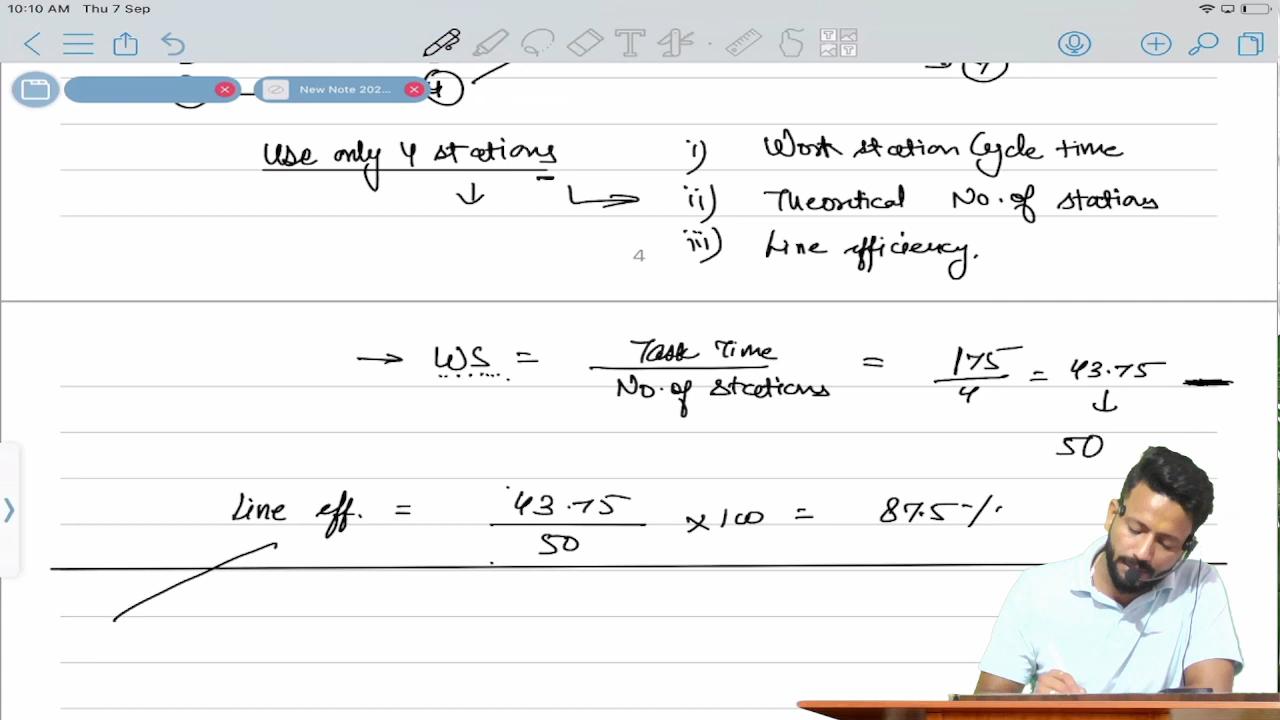 10:10 AM Thu 7 Sep
New Note 202...
4
Use only 4 stations
i) Work station Cycle time
ii) Theoretical No. of stations
iii) Line efficiency.
4
→ WS = Task Time / No. of stations = 175 / 4 = 43.75
↓
50
Line eff. = 43.75 / 50 × 100 = 87.5 %